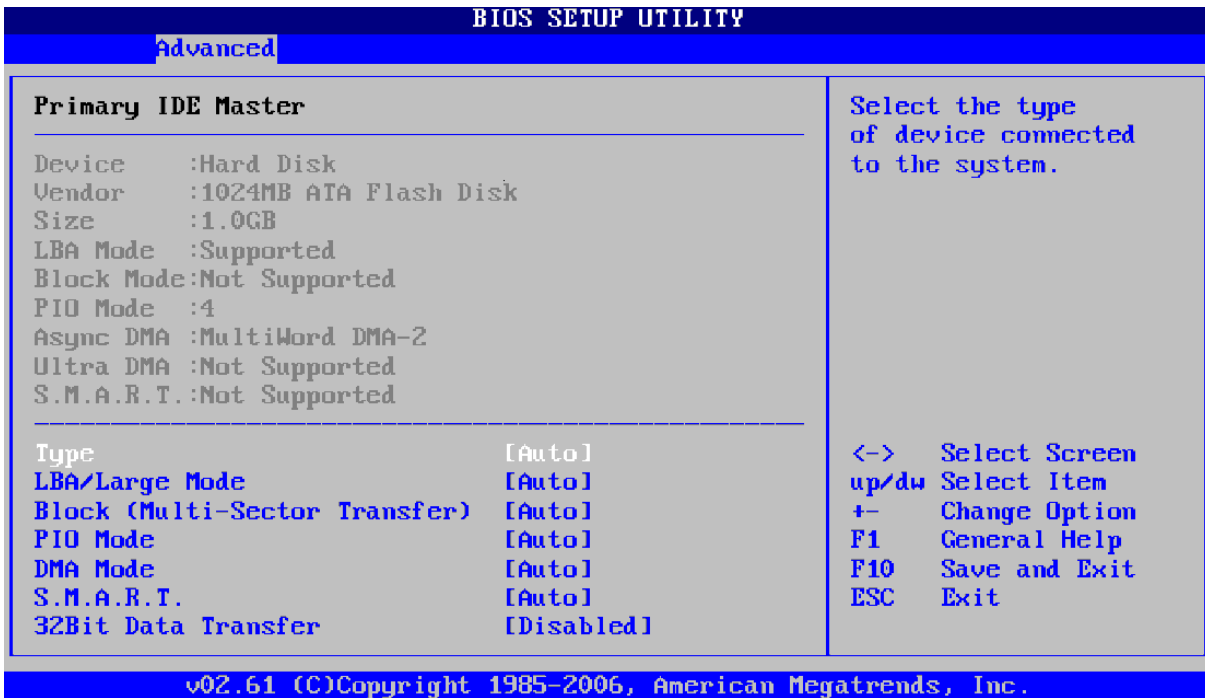 BIOS SETUP UTILITY
Advanced
Primary IDE Master
Device :Hard Disk
Vendor :1024MB ATA Flash Disk
Size :1.0GB
LBA Mode :Supported
Block Mode:Not Supported
PIO Mode :4
Async DMA :MultiWord DMA-2
Ultra DMA :Not Supported
S.M.A.R.T.:Not Supported
Type [Auto]
LBA/Large Mode [Auto]
Block (Multi-Sector Transfer) [Auto]
PIO Mode [Auto]
DMA Mode [Auto]
S.M.A.R.T. [Auto]
32Bit Data Transfer [Disabled]
Select the type
of device connected
to the system.
<-> Select Screen
up/dw Select Item
+- Change Option
F1 General Help
F10 Save and Exit
ESC Exit
v02.61 (C)Copyright 1985-2006, American Megatrends, Inc.